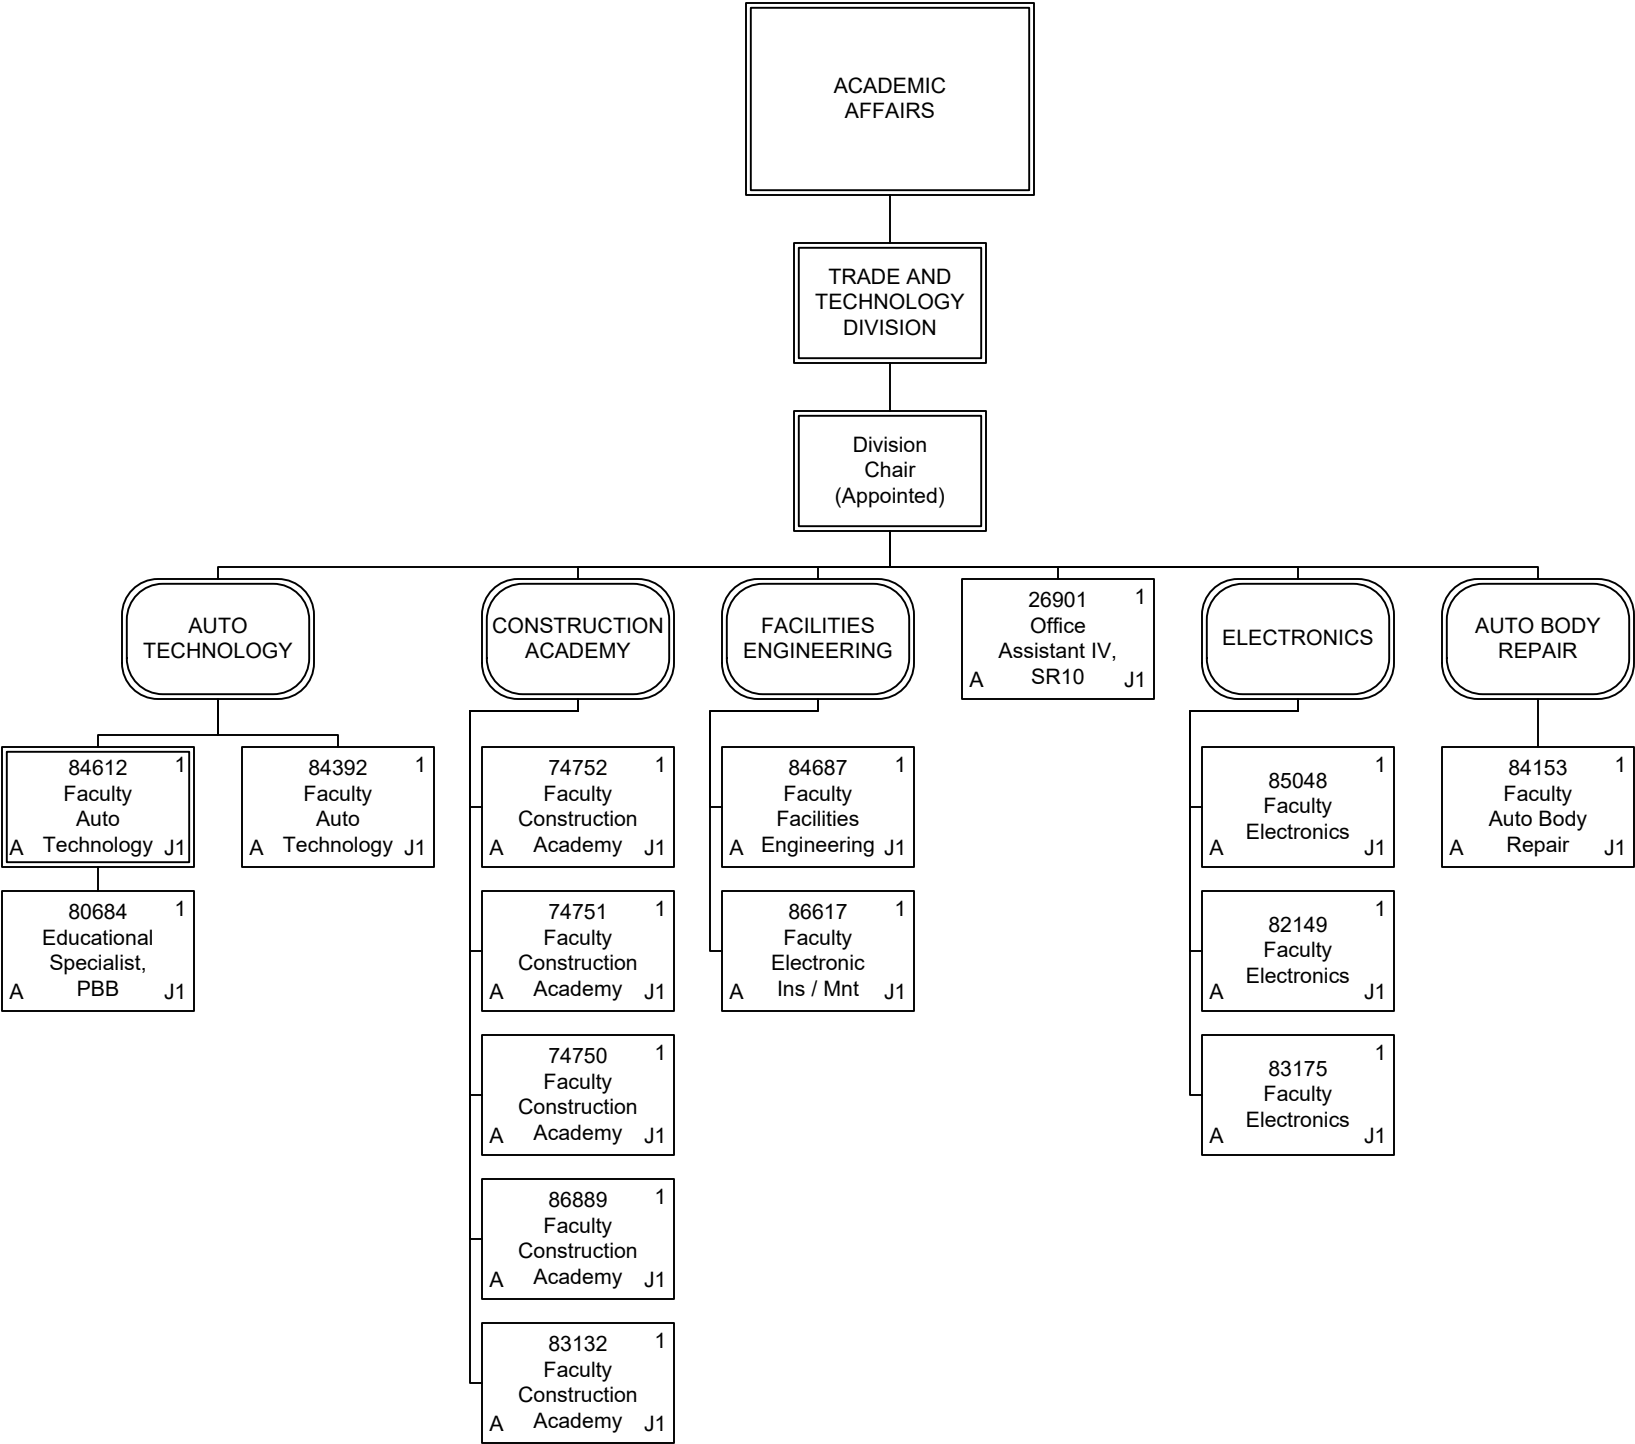 ACADEMIC
AFFAIRS
TRADE AND
TECHNOLOGY
DIVISION
Division
Chair
(Appointed)
AUTO
TECHNOLOGY
CONSTRUCTION
ACADEMY
FACILITIES
ENGINEERING
26901 1
Office
Assistant IV,
A SR10 J1
ELECTRONICS
AUTO BODY
REPAIR
84612 1
Faculty
Auto
A Technology J1
80684 1
Educational
Specialist,
A PBB J1
84392 1
Faculty
Auto
A Technology J1
74752 1
Faculty
Construction
A Academy J1
74751 1
Faculty
Construction
A Academy J1
74750 1
Faculty
Construction
A Academy J1
86889 1
Faculty
Construction
A Academy J1
83132 1
Faculty
Construction
A Academy J1
84687 1
Faculty
Facilities
A Engineering J1
86617 1
Faculty
Electronic
A Ins / Mnt J1
1
85048
Faculty
Electronics
A J1
1
82149
Faculty
Electronics
A J1
1
83175
Faculty
Electronics
A J1
84153 1
Faculty
Auto Body
A Repair J1